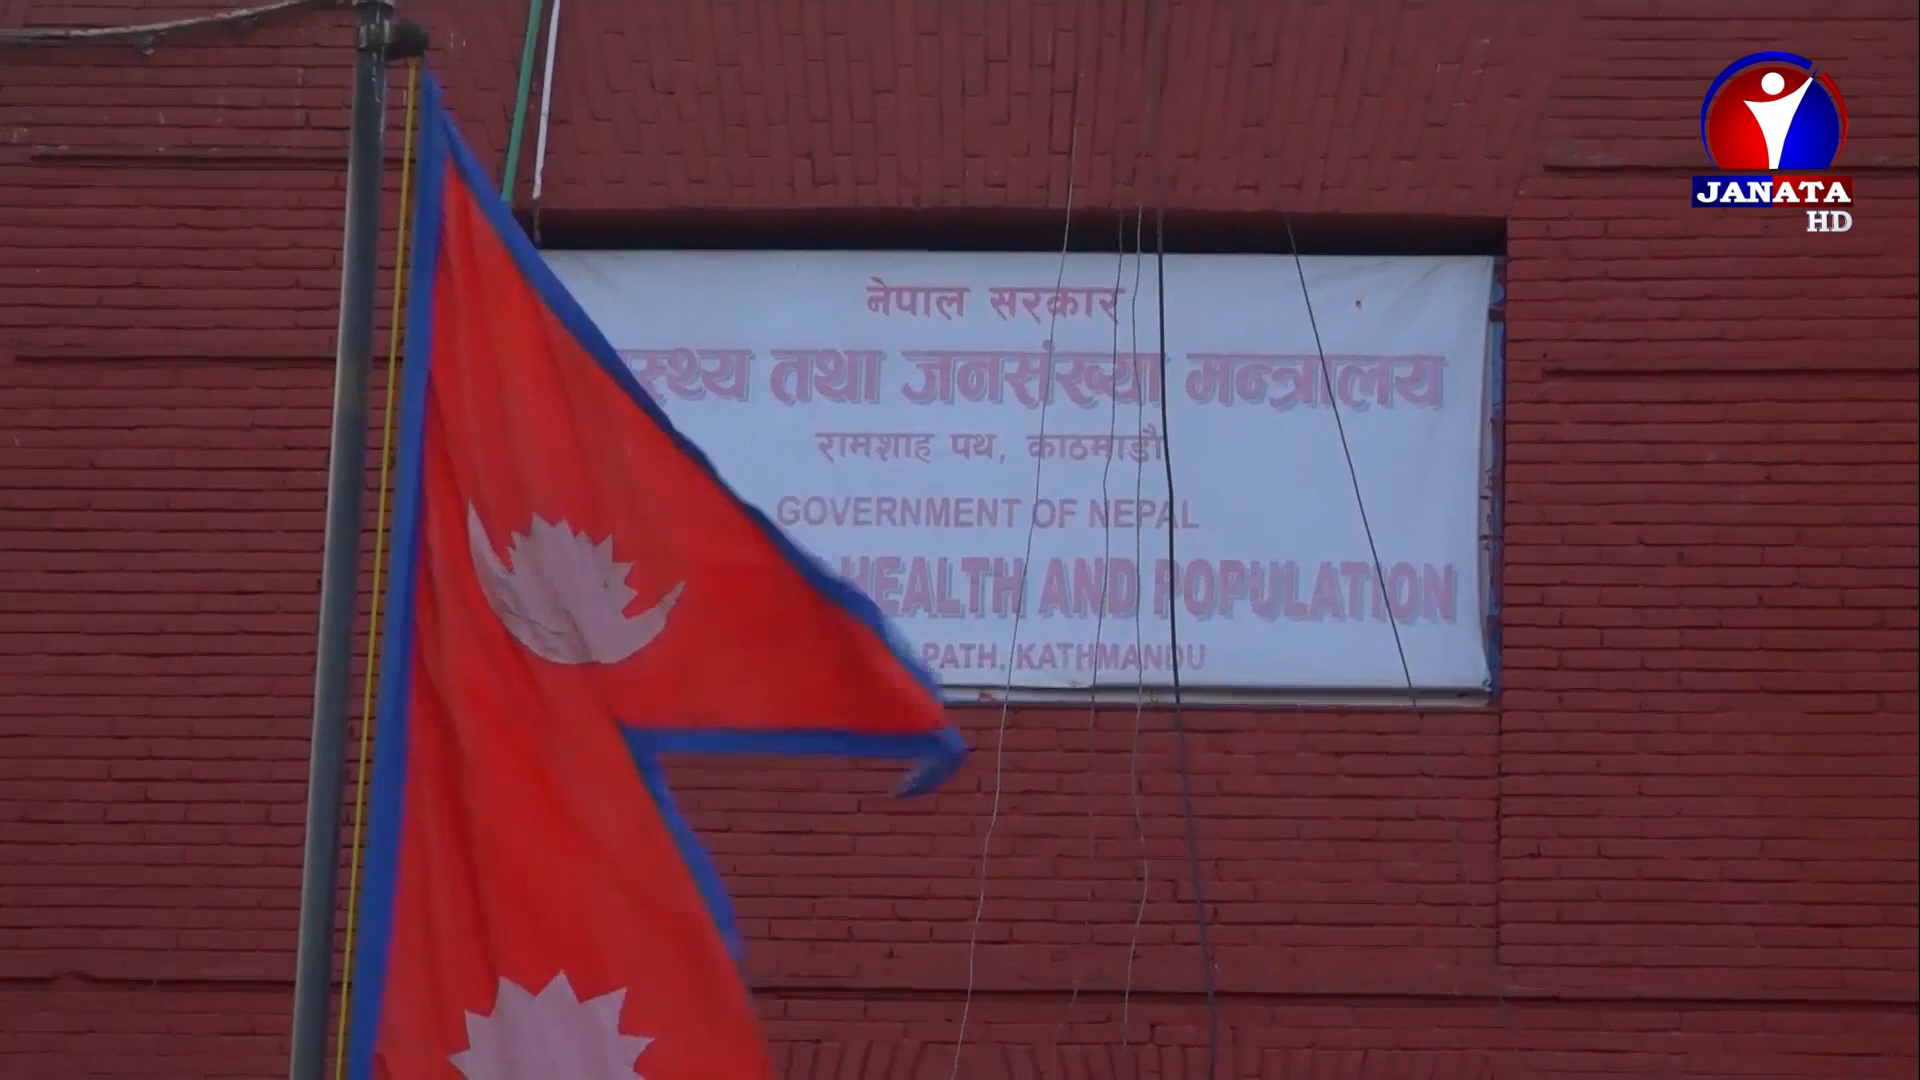 नेपाल सरकार
तथा जनसंख्या मन्त्रालय
रामशाह पथ, काठमाडौं
GOVERNMENT OF NEPAL
HEALTH AND POPULATION
PATH, KATHMANDU
JANATA
HD